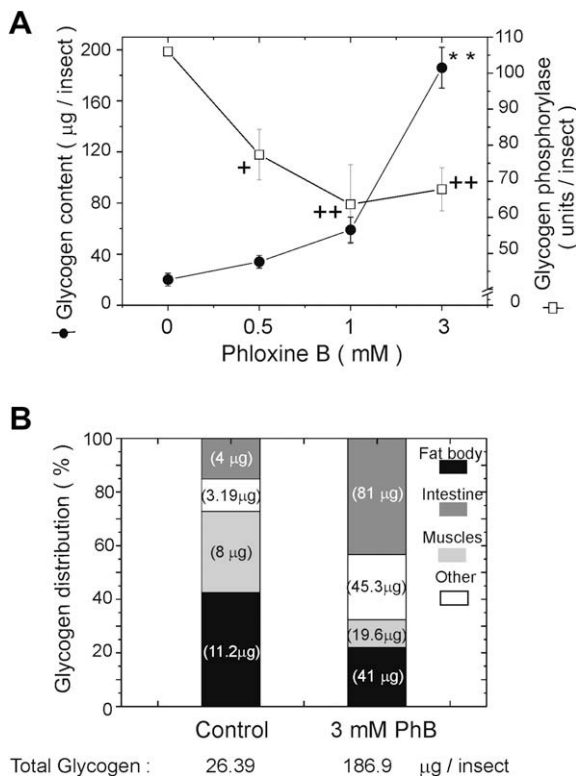 A
Glycogen content ( µg / insect )
200
160
120
80
40
0
* *
+
++
++
110
100
90
80
70
60
50
0
Glycogen phosphorylase
( units / insect )
0 0.5 1 3
Phloxine B ( mM )
B
Glycogen distribution ( % )
100
80
60
40
20
0
(4 µg)
(3.19µg)
(8 µg)
(11.2µg)
(81 µg)
(45.3µg)
(19.6µg)
(41 µg)
Fat body
Intestine
Muscles
Other
Control 3 mM PhB
Total Glycogen : 26.39 186.9 µg / insect